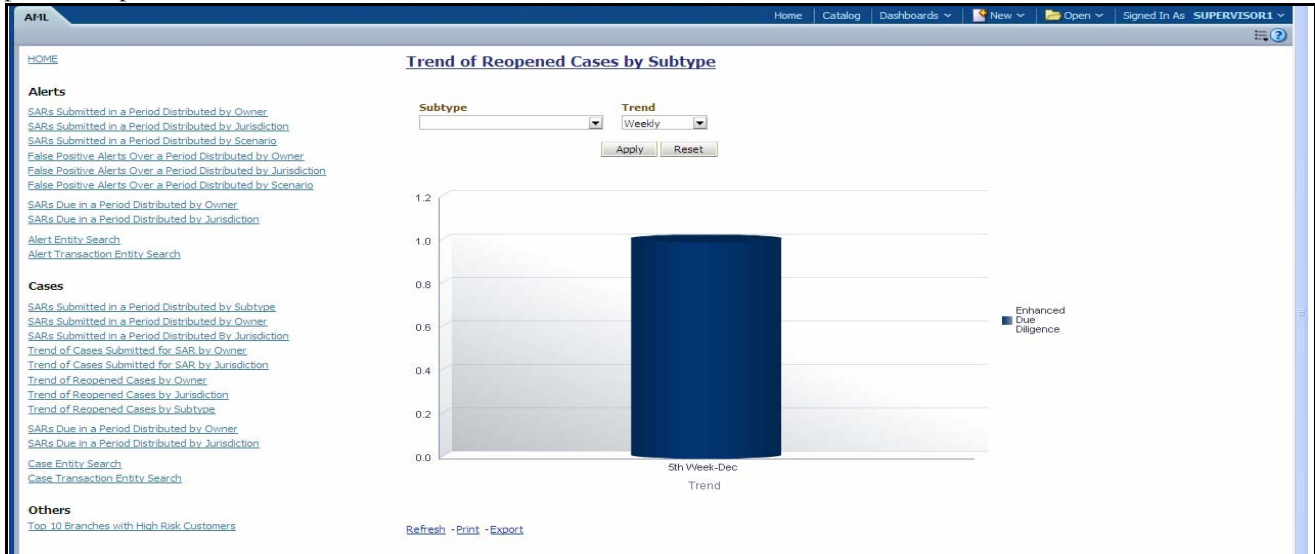 AML
Home Catalog Dashboards New Open Signed In As SUPERVISOR1
HOME
Alerts
SARs Submitted in a Period Distributed by Owner
SARs Submitted in a Period Distributed by Jurisdiction
SARs Submitted in a Period Distributed by Scenario
False Positive Alerts Over a Period Distributed by Owner
False Positive Alerts Over a Period Distributed by Jurisdiction
False Positive Alerts Over a Period Distributed by Scenario
SARs Due in a Period Distributed by Owner
SARs Due in a Period Distributed by Jurisdiction
Alert Entity Search
Alert Transaction Entity Search
Cases
SARs Submitted in a Period Distributed by Subtype
SARs Submitted in a Period Distributed by Owner
SARs Submitted in a Period Distributed By Jurisdiction
Trend of Cases Submitted for SAR by Owner
Trend of Cases Submitted for SAR by Jurisdiction
Trend of Reopened Cases by Owner
Trend of Reopened Cases by Jurisdiction
Trend of Reopened Cases by Subtype
SARs Due in a Period Distributed by Owner
SARs Due in a Period Distributed by Jurisdiction
Case Entity Search
Case Transaction Entity Search
Others
Top 10 Branches with High Risk Customers
Trend of Reopened Cases by Subtype
Subtype Trend
Weekly
Apply Reset
1.2
1.0
0.8
0.6
0.4
0.2
0.0
5th Week-Dec
Trend
Enhanced
Due
Diligence
Refresh - Print - Export